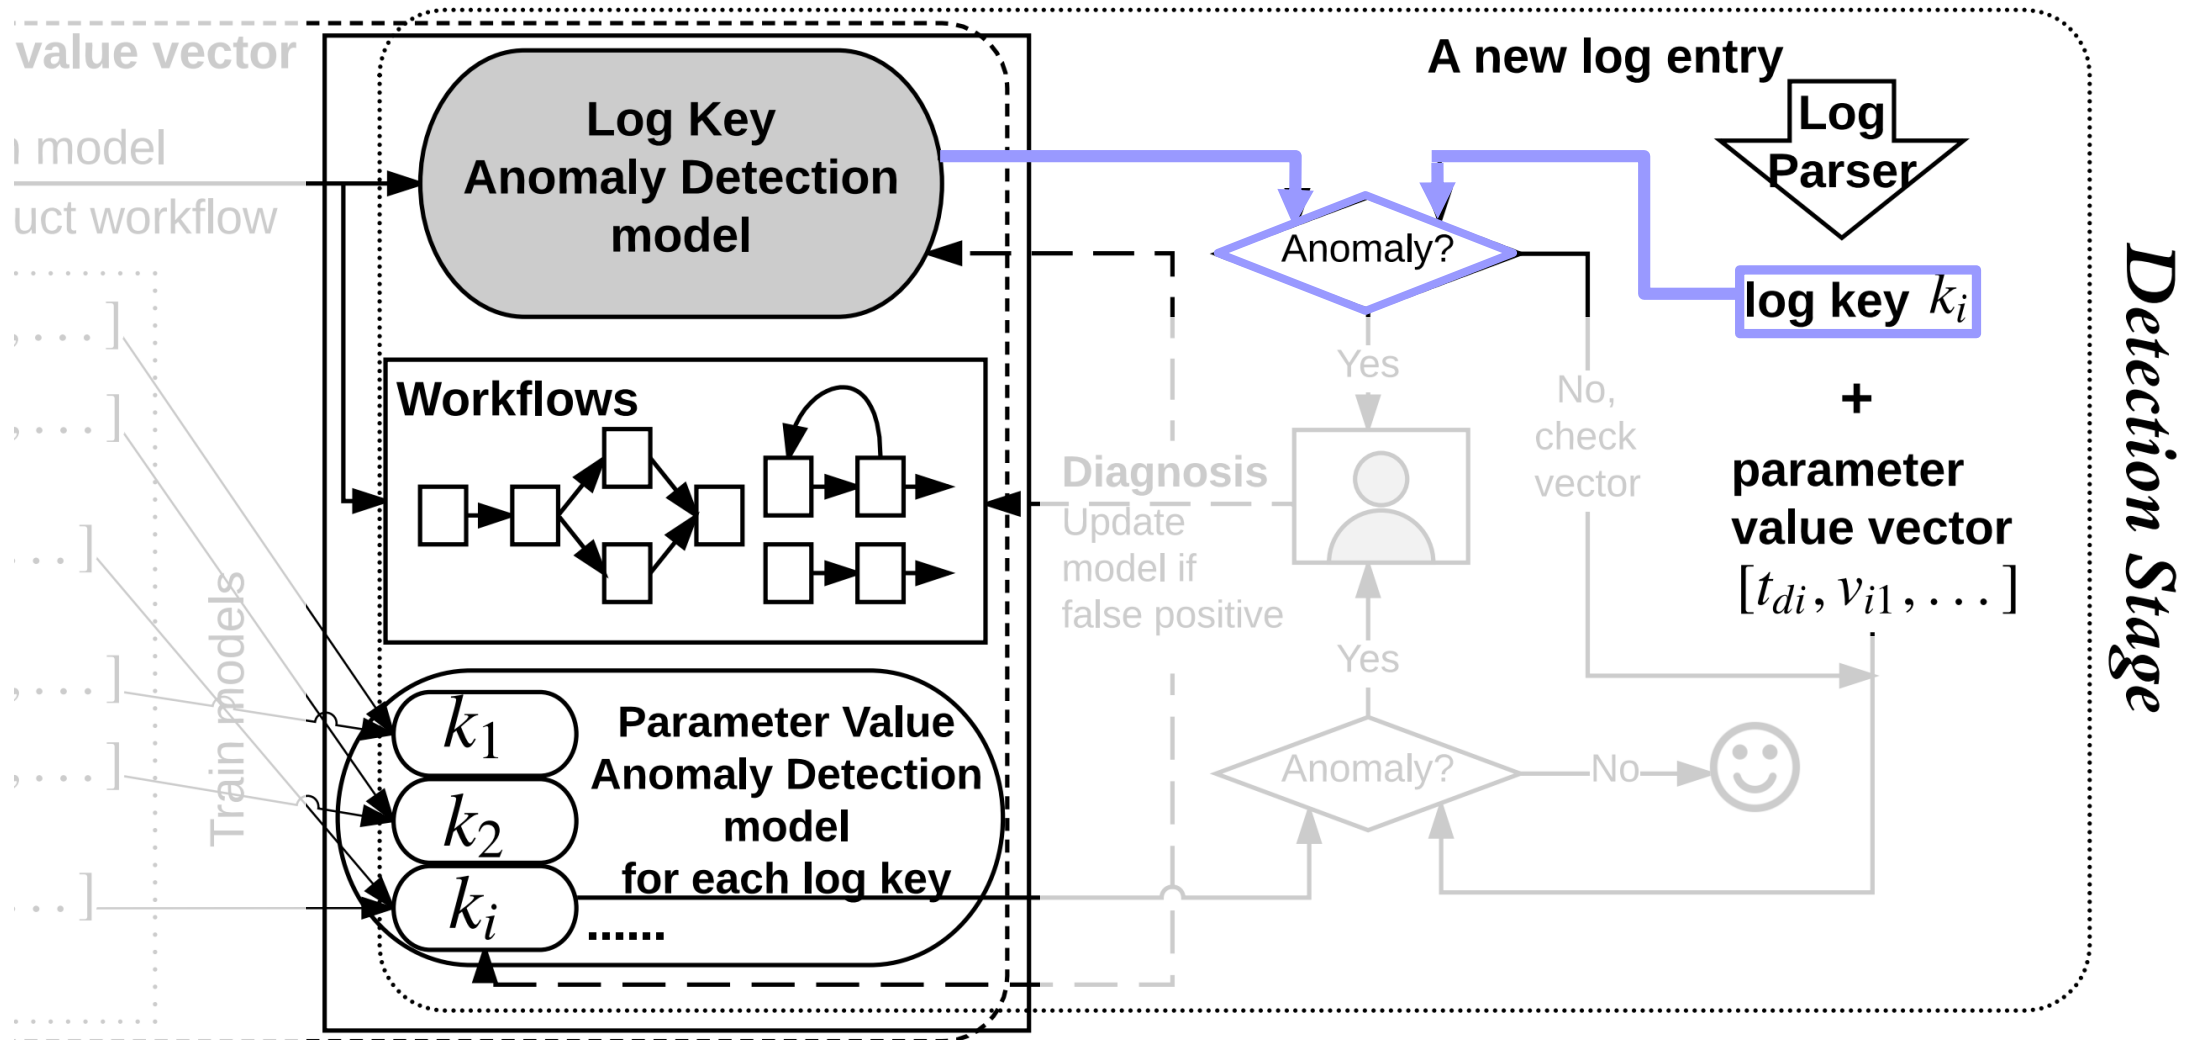 value vector
model
uct workflow
, . . . ]
, . . . ]
. . ]
, . . . ]
, . . . ]
. . ]
Train models
Log Key
Anomaly Detection
model
Workflows
k1
k2
ki
Parameter Value
Anomaly Detection
model
for each log key
.......
A new log entry
Log
Parser
Anomaly?
log key ki
+
parameter
value vector
[tdi, vi1, . . . ]
Yes
No,
check
vector
Diagnosis
Update
model if
false positive
Yes
Anomaly?
No
Detection Stage